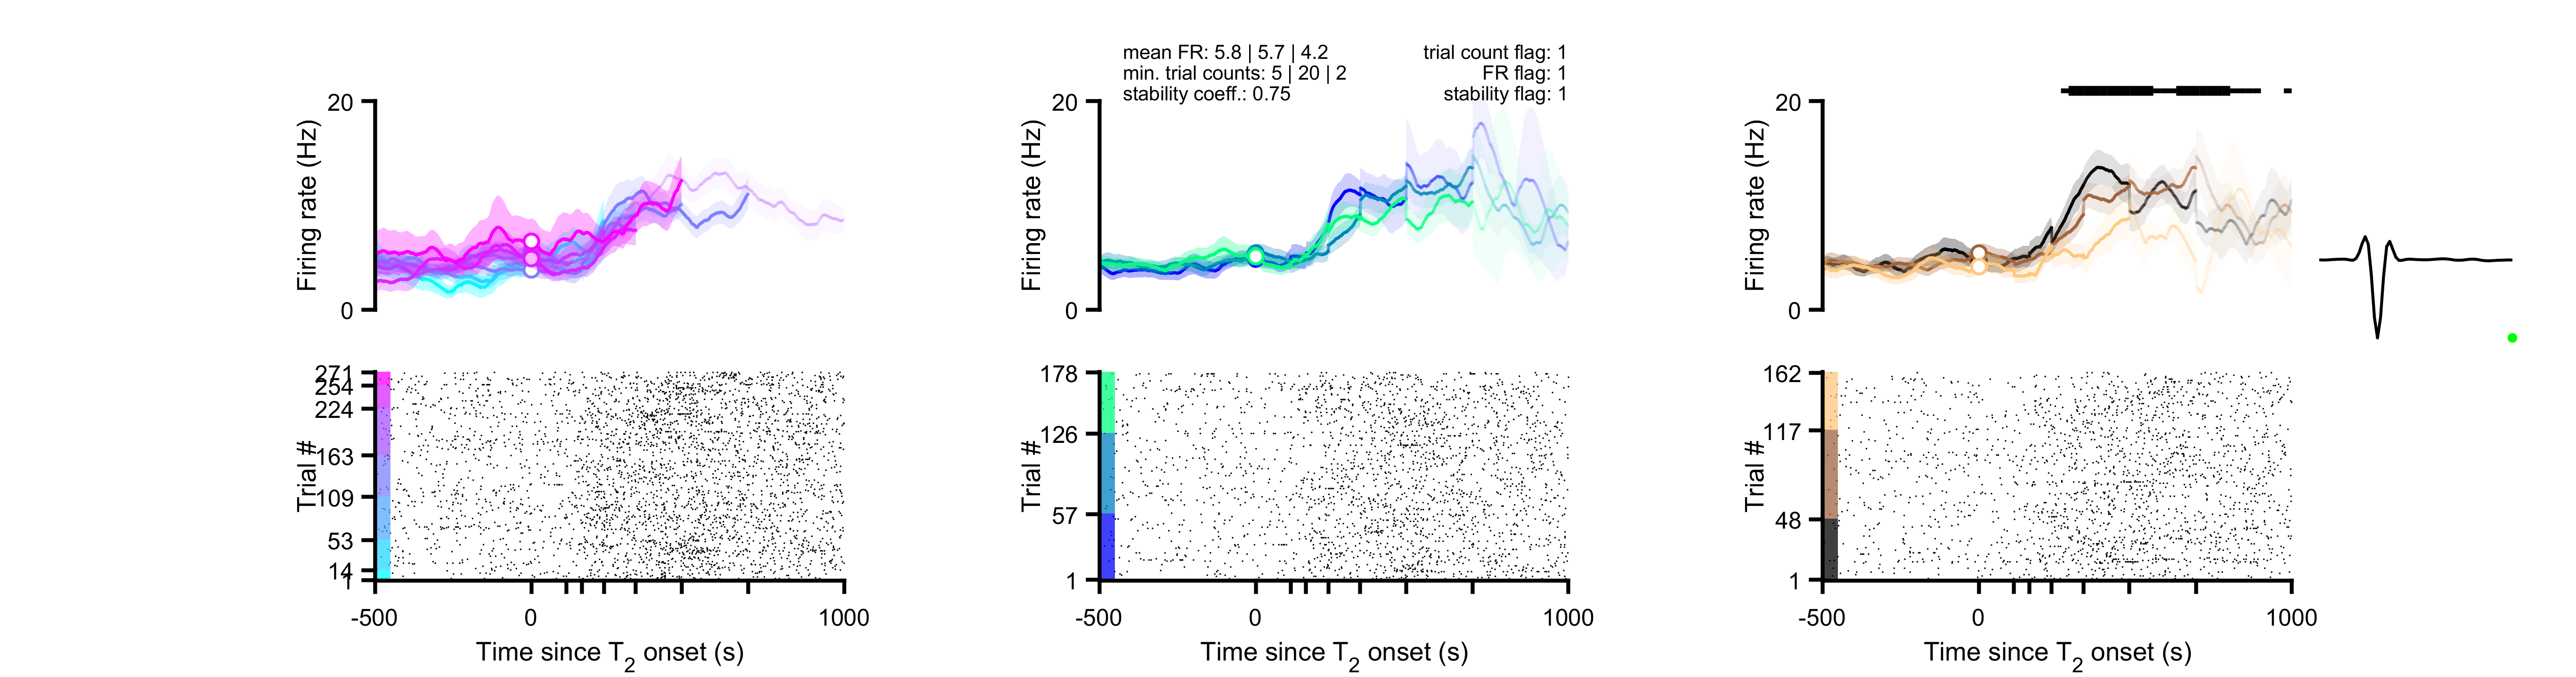 mean FR: 5.8 | 5.7 | 4.2
min. trial counts: 5 | 20 | 2
stability coeff.: 0.75
trial count flag: 1
FR flag: 1
stability flag: 1
20
0
Firing rate (Hz)
20
0
Firing rate (Hz)
20
0
Firing rate (Hz)
271
254
224
163
109
53
14
1
Trial #
-500
0
1000
Time since T2 onset (s)
178
126
57
1
Trial #
-500
0
1000
Time since T2 onset (s)
162
117
48
1
Trial #
-500
0
1000
Time since T2 onset (s)